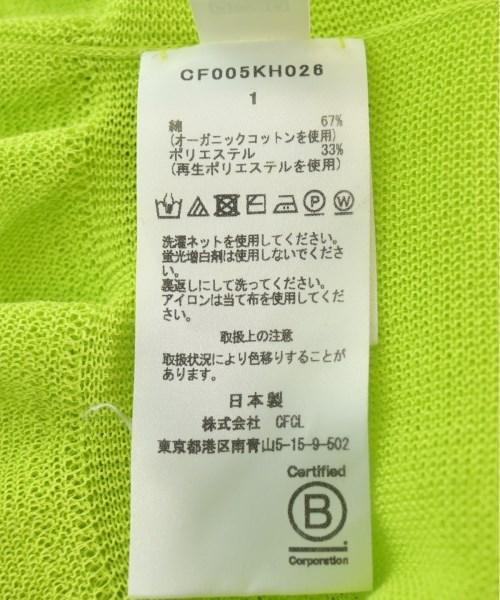 CF005KH026
1
綿 67%
(オーガニックコットンを使用)
ポリエステル 33%
(再生ポリエステルを使用)
P W
洗濯ネットを使用してください。
蛍光増白剤は使用しないでくださ
い。
裏返しにして洗ってください。
アイロンは当て布を使用してくださ
い。
取扱上の注意
取扱状況により色移りすることが
あります。
日本製
株式会社 CFCL
東京都港区南青山5-15-9-502
Certified
B
Corporation